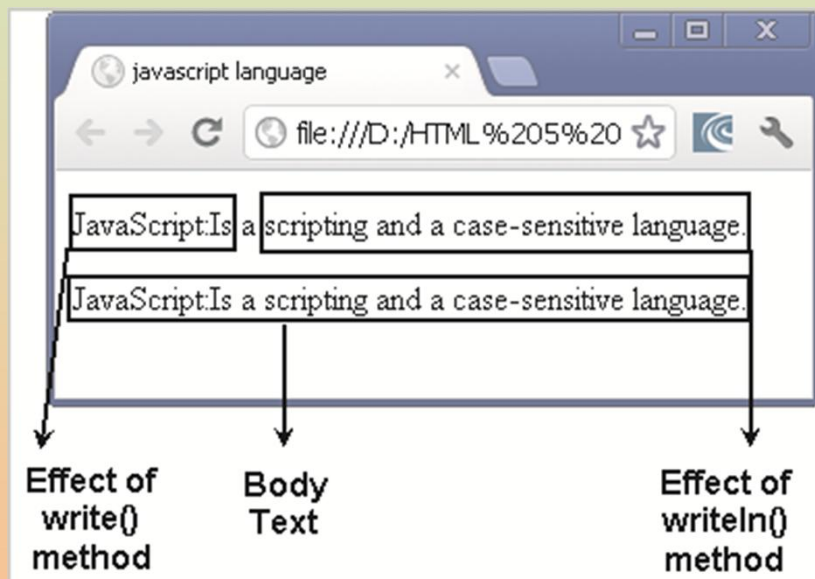 javascript language
file:///D:/HTML%205%20
JavaScript:Is a scripting and a case-sensitive language.
JavaScript:Is a scripting and a case-sensitive language.
Effect of
write()
method
Body
Text
Effect of
writeln()
method